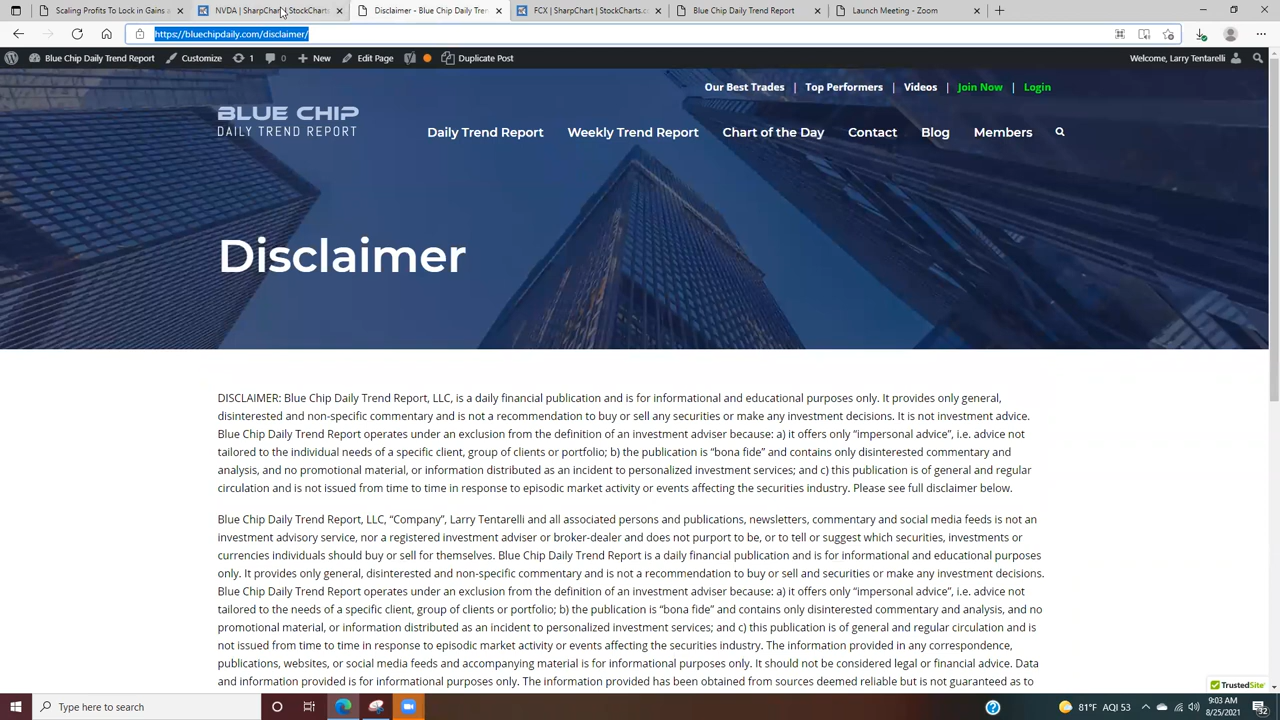 Scaling Profits to Lock in Gains a
NVDA | SharpChart | StockCharts
Disclaimer - Blue Chip Daily Tren
FCX | SharpChart | StockCharts.co
Blue Chip Daily Trend Report
Launch Meeting - Zoom
https://bluechipdaily.com/disclaimer/
Blue Chip Daily Trend Report
Customize
1
0
New
Edit Page
Duplicate Post
Welcome, Larry Tentarelli
Our Best Trades | Top Performers | Videos | Join Now | Login
BLUE CHIP
DAILY TREND REPORT
Daily Trend Report
Weekly Trend Report
Chart of the Day
Contact
Blog
Members
Disclaimer
DISCLAIMER: Blue Chip Daily Trend Report, LLC, is a daily financial publication and is for informational and educational purposes only. It provides only general,
disinterested and non-specific commentary and is not a recommendation to buy or sell any securities or make any investment decisions. It is not investment advice.
Blue Chip Daily Trend Report operates under an exclusion from the definition of an investment adviser because: a) it offers only “impersonal advice”, i.e. advice not
tailored to the individual needs of a specific client, group of clients or portfolio; b) the publication is “bona fide” and contains only disinterested commentary and
analysis, and no promotional material, or information distributed as an incident to personalized investment services; and c) this publication is of general and regular
circulation and is not issued from time to time in response to episodic market activity or events affecting the securities industry. Please see full disclaimer below.
Blue Chip Daily Trend Report, LLC, “Company”, Larry Tentarelli and all associated persons and publications, newsletters, commentary and social media feeds is not an
investment advisory service, nor a registered investment adviser or broker-dealer and does not purport to be, or to tell or suggest which securities, investments or
currencies individuals should buy or sell for themselves. Blue Chip Daily Trend Report is a daily financial publication and is for informational and educational purposes
only. It provides only general, disinterested and non-specific commentary and is not a recommendation to buy or sell and securities or make any investment decisions.
Blue Chip Daily Trend Report operates under an exclusion from the definition of an investment adviser because: a) it offers only “impersonal advice”, i.e. advice not
tailored to the needs of a specific client, group of clients or portfolio; b) the publication is “bona fide” and contains only disinterested commentary and analysis, and no
promotional material, or information distributed as an incident to personalized investment services; and c) this publication is of general and regular circulation and is
not issued from time to time in response to episodic market activity or events affecting the securities industry. The information provided in any correspondence,
publications, websites, or social media feeds and accompanying material is for informational purposes only. It should not be considered legal or financial advice. Data
and information provided is for informational purposes only. The information provided has been obtained from sources deemed reliable but is not guaranteed as to
TrustedSite
Type here to search
81°F AQI 53
9:03 AM
8/25/2021
32